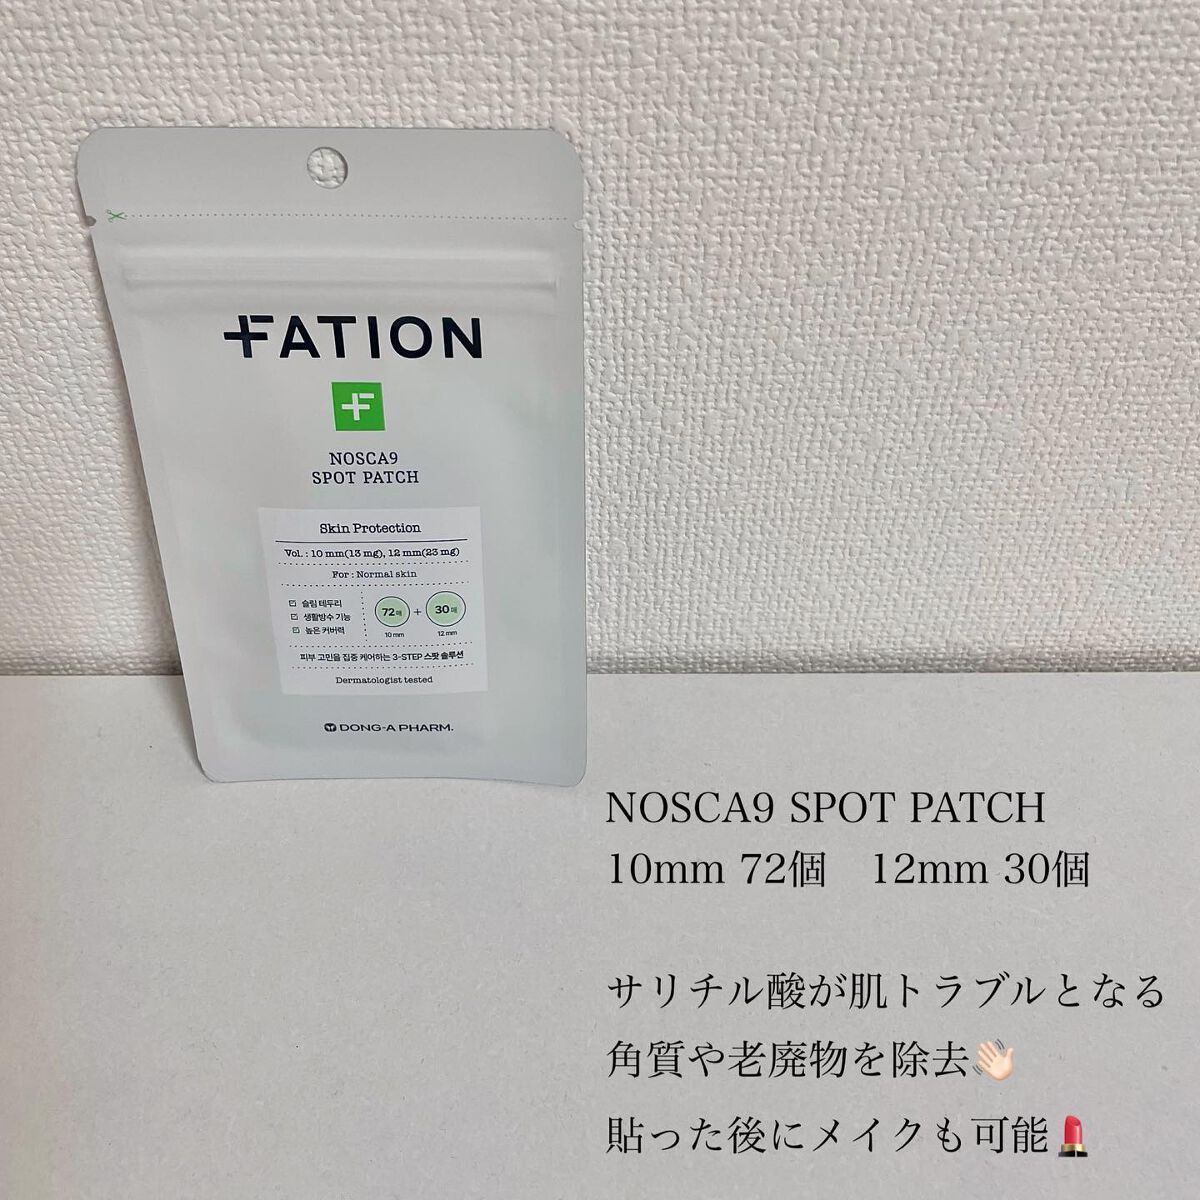 FATION
NOSCA9
SPOT PATCH
Skin Protection
Vol. : 10 mm(13 mg), 12 mm(23 mg)
For : Normal skin
슬림 테두리
생활방수 기능
높은 커버력
72매 + 30매
10 mm 12 mm
피부 고민을 집중 케어하는 3-STEP 스팟 솔루션
Dermatologist tested
DONG-A PHARM.
NOSCA9 SPOT PATCH
10mm 72個　12mm 30個
サリチル酸が肌トラブルとなる
角質や老廃物を除去👋🏻
貼った後にメイクも可能💄